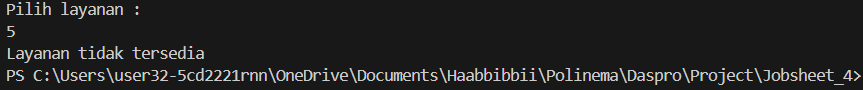 Pilih layanan :
5
Layanan tidak tersedia
PS C:\Users\user32-5cd2221rnn\OneDrive\Documents\Haabbibbii\Polinema\Daspro\Project\Jobsheet_4>